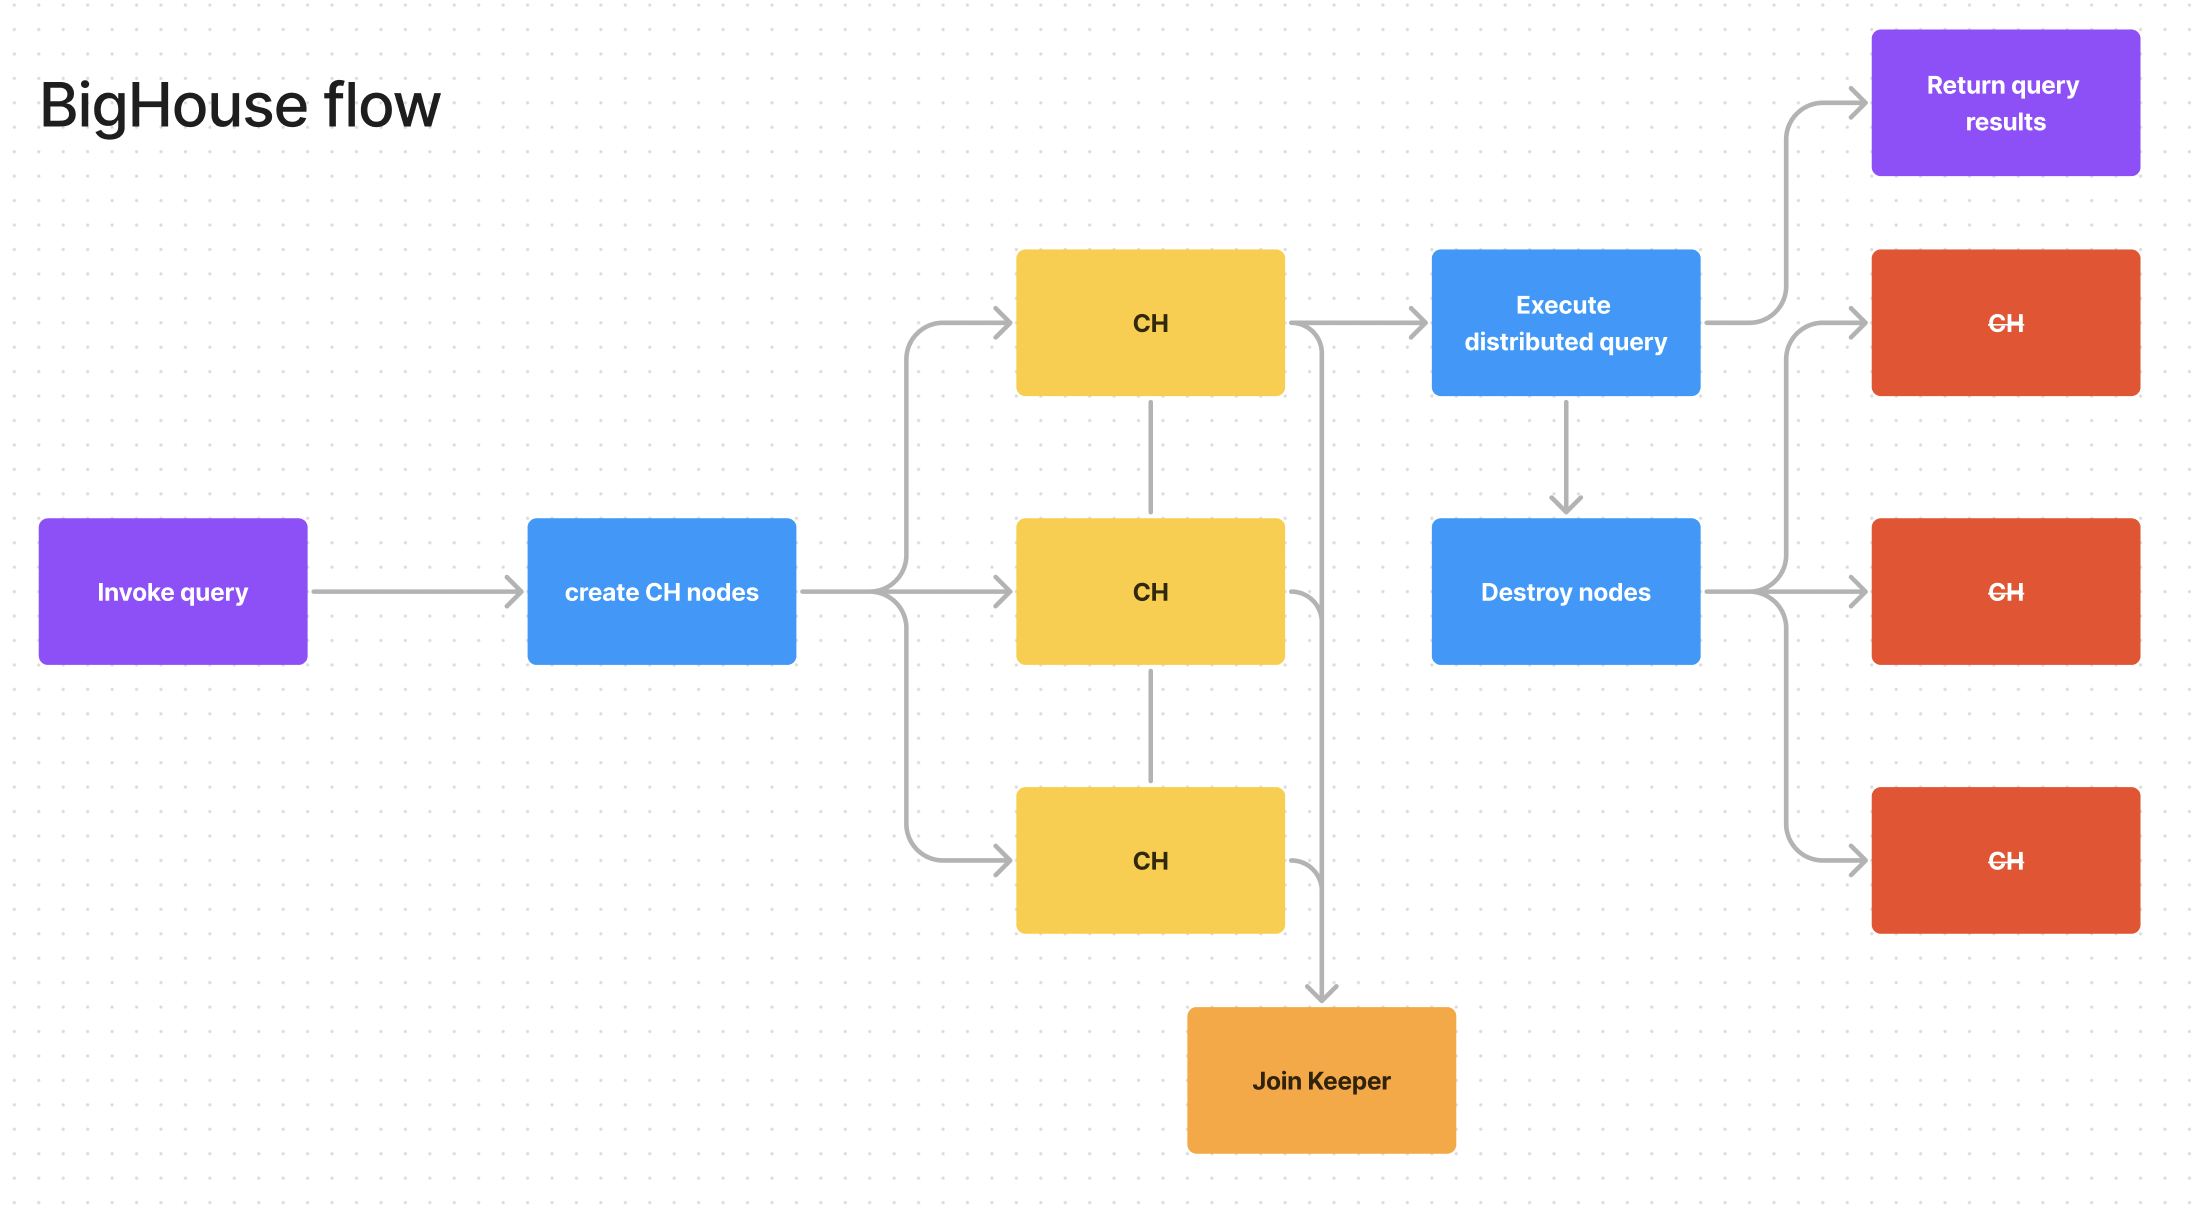 BigHouse flow
Return query
results
CH
Execute
distributed query
CH
Invoke query
create CH nodes
CH
Destroy nodes
CH
CH
CH
Join Keeper